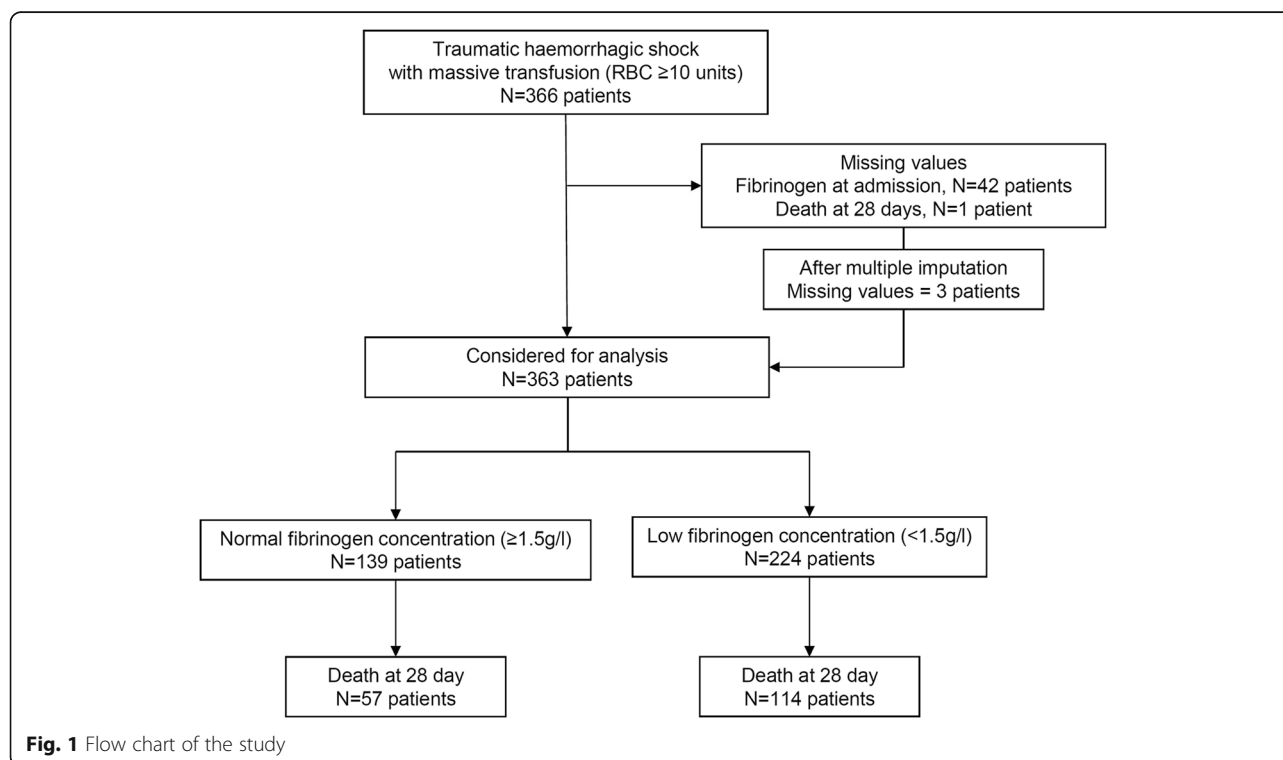 Traumatic haemorrhagic shock
with massive transfusion (RBC ≥10 units)
N=366 patients
Missing values
Fibrinogen at admission, N=42 patients
Death at 28 days, N=1 patient
After multiple imputation
Missing values = 3 patients
Considered for analysis
N=363 patients
Normal fibrinogen concentration (≥1.5g/l)
N=139 patients
Low fibrinogen concentration (<1.5g/l)
N=224 patients
Death at 28 day
N=57 patients
Death at 28 day
N=114 patients
Fig. 1 Flow chart of the study